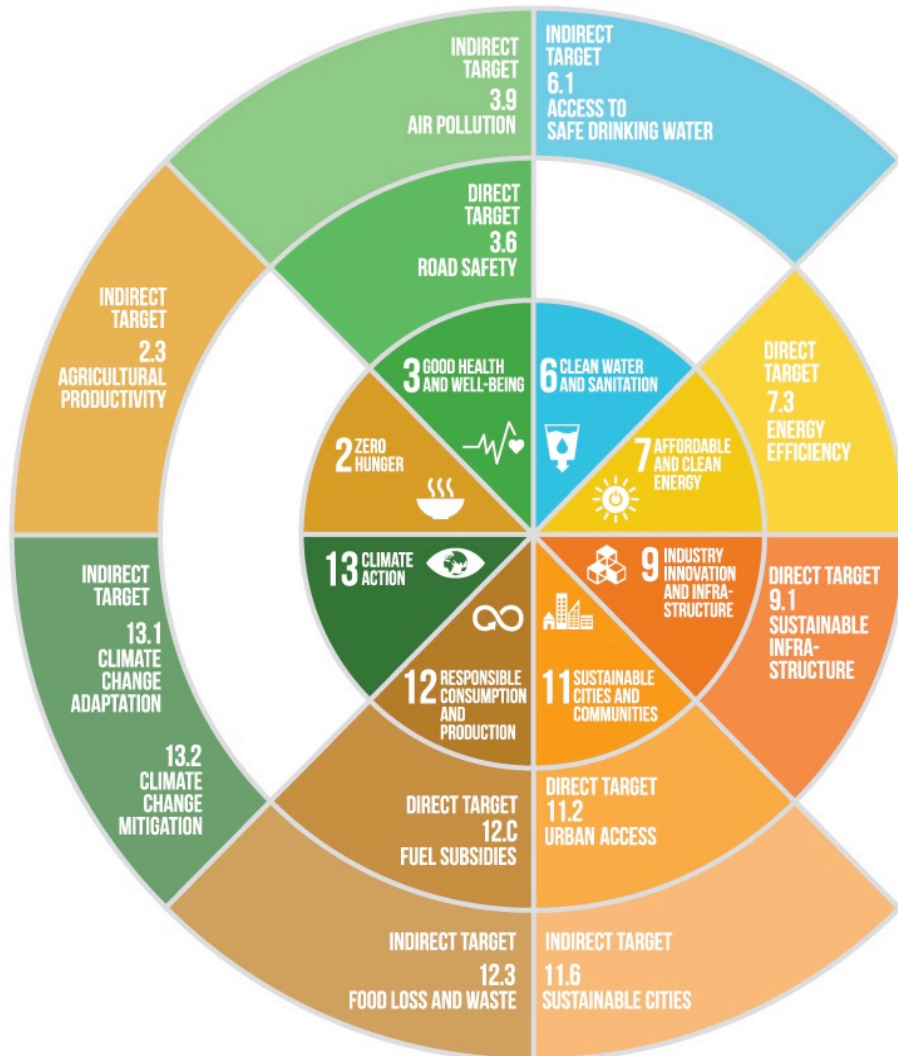 INDIRECT
TARGET
3.9
AIR POLLUTION
INDIRECT
TARGET
6.1
ACCESS TO
SAFE DRINKING WATER
DIRECT
TARGET
3.6
ROAD SAFETY
INDIRECT
TARGET
2.3
AGRICULTURAL
PRODUCTIVITY
DIRECT
TARGET
7.3
ENERGY
EFFICIENCY
3 GOOD HEALTH
AND WELL-BEING
6 CLEAN WATER
AND SANITATION
2 ZERO
HUNGER
7 AFFORDABLE
AND CLEAN
ENERGY
13 CLIMATE
ACTION
9 INDUSTRY
INNOVATION
AND INFRA-
STRUCTURE
12 RESPONSIBLE
CONSUMPTION
AND
PRODUCTION
11 SUSTAINABLE
CITIES AND
COMMUNITIES
INDIRECT
TARGET
13.1
CLIMATE
CHANGE
ADAPTATION
13.2
CLIMATE
CHANGE
MITIGATION
DIRECT TARGET
9.1
SUSTAINABLE
INFRA-
STRUCTURE
DIRECT TARGET
12.C
FUEL SUBSIDIES
DIRECT TARGET
11.2
URBAN ACCESS
INDIRECT TARGET
12.3
FOOD LOSS AND WASTE
INDIRECT TARGET
11.6
SUSTAINABLE CITIES